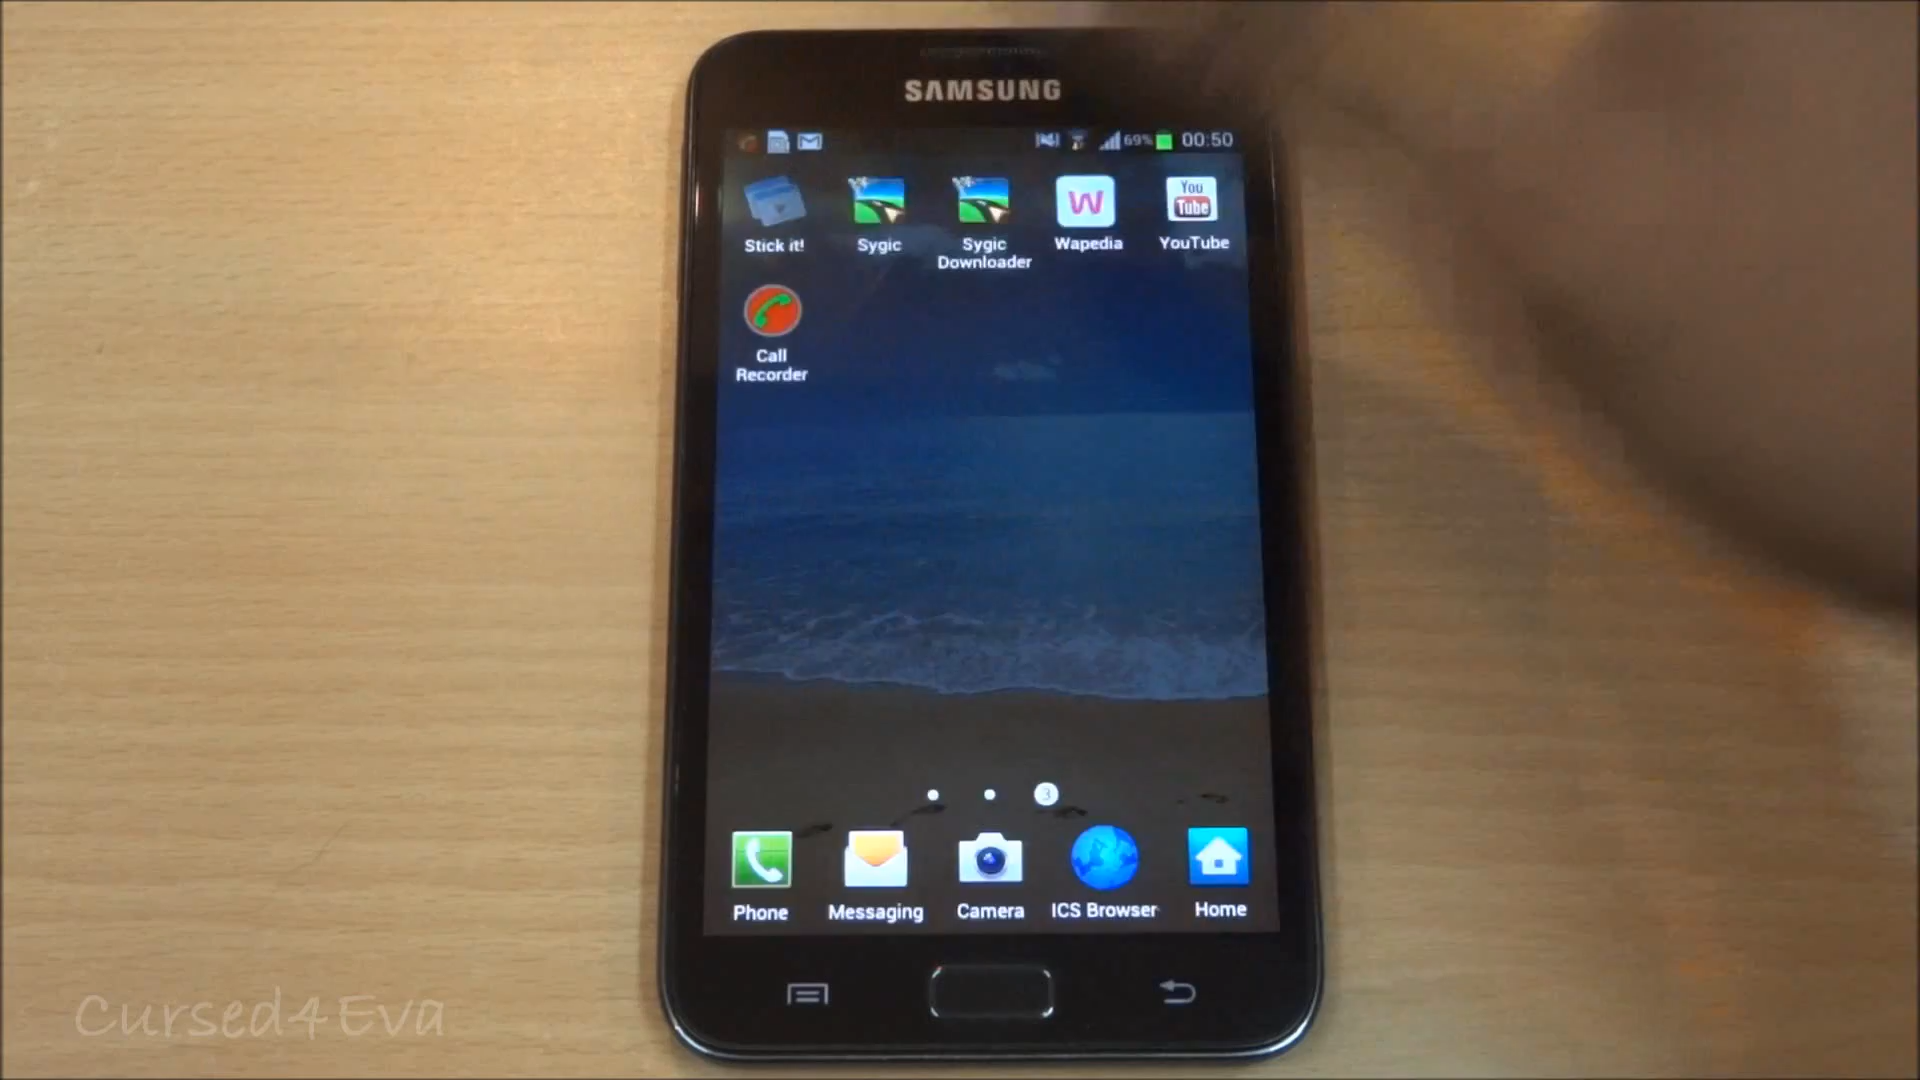 SAMSUNG
69% 00:50
Stick it!
Sygic
Sygic
Downloader
Wapedia
You
Tube
YouTube
W
Call
Recorder
3
Phone
Messaging
Camera
ICS Browser
Home
Cursed4Eva